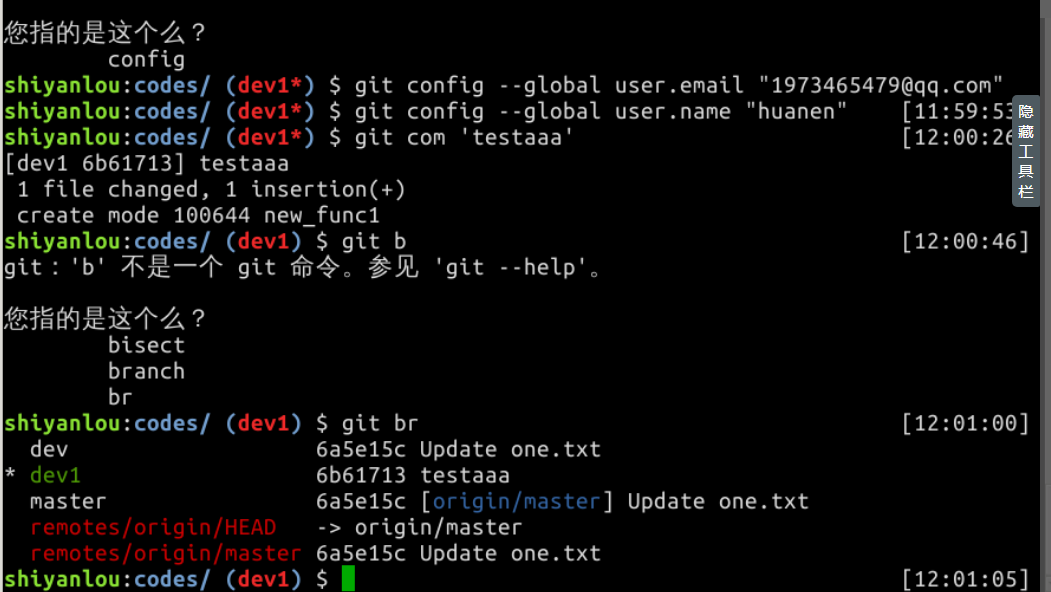 您指的是这个么？
config
shiyanlou:codes/ (dev1*) $ git config --global user.email "1973465479@qq.com"
shiyanlou:codes/ (dev1*) $ git config --global user.name "huanen" [11:59:53
shiyanlou:codes/ (dev1*) $ git com 'testaaa' [12:00:26
[dev1 6b61713] testaaa
1 file changed, 1 insertion(+)
create mode 100644 new_func1
shiyanlou:codes/ (dev1) $ git b [12:00:46]
git：'b' 不是一个 git 命令。参见 'git --help'。
您指的是这个么？
bisect
branch
br
shiyanlou:codes/ (dev1) $ git br [12:01:00]
dev 6a5e15c Update one.txt
* dev1 6b61713 testaaa
master 6a5e15c [origin/master] Update one.txt
remotes/origin/HEAD -> origin/master
remotes/origin/master 6a5e15c Update one.txt
shiyanlou:codes/ (dev1) $ [12:01:05]
隐藏工具栏